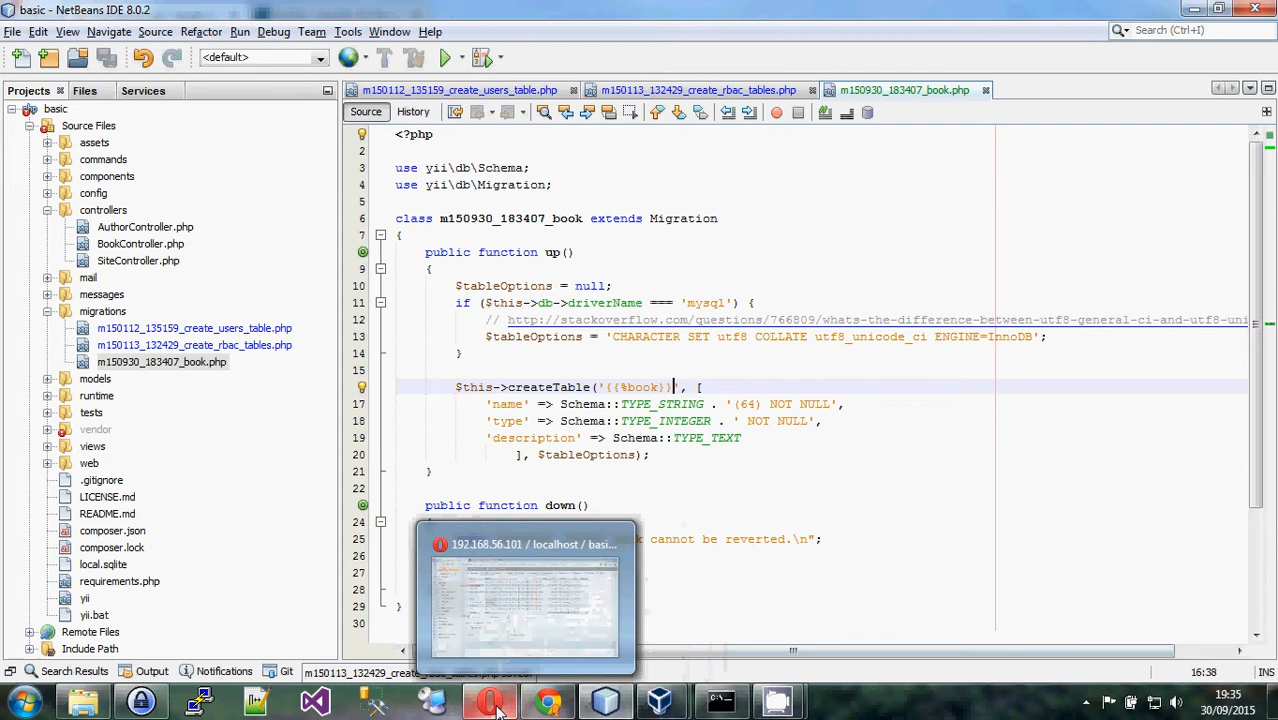 basic - NetBeans IDE 8.0.2
File Edit View Navigate Source Refactor Run Debug Team Tools Window Help
Search (Ctrl+I)
<default>
Projects Files Services
m150112_135159_create_users_table.php
m150113_132429_create_rbac_tables.php
m150930_183407_book.php
Source History
basic
Source Files
assets
commands
components
config
controllers
AuthorController.php
BookController.php
SiteController.php
mail
messages
migrations
m150112_135159_create_users_table.php
m150113_132429_create_rbac_tables.php
m150930_183407_book.php
models
runtime
tests
vendor
views
web
.gitignore
LICENSE.md
README.md
composer.json
composer.lock
local.sqlite
requirements.php
yii
yii.bat
Remote Files
Include Path
<?php
2
3 use yii\db\Schema;
4 use yii\db\Migration;
5
6 class m150930_183407_book extends Migration
7 {
8 public function up()
9 {
10 $tableOptions = null;
11 if ($this->db->driverName === 'mysql') {
12 // http://stackoverflow.com/questions/766809/whats-the-difference-between-utf8-general-ci-and-utf8-uni
13 $tableOptions = 'CHARACTER SET utf8 COLLATE utf8_unicode_ci ENGINE=InnoDB';
14 }
15
$this->createTable('{{%book}}', [
17 'name' => Schema::TYPE_STRING . '(64) NOT NULL',
18 'type' => Schema::TYPE_INTEGER . ' NOT NULL',
19 'description' => Schema::TYPE_TEXT
20 ], $tableOptions);
21 }
22
public function down()
24
25 cannot be reverted.\n";
28
29 }
30
192.168.56.101 / localhost / basi...
Search Results Output Notifications Git
16:38
19:35
30/09/2015